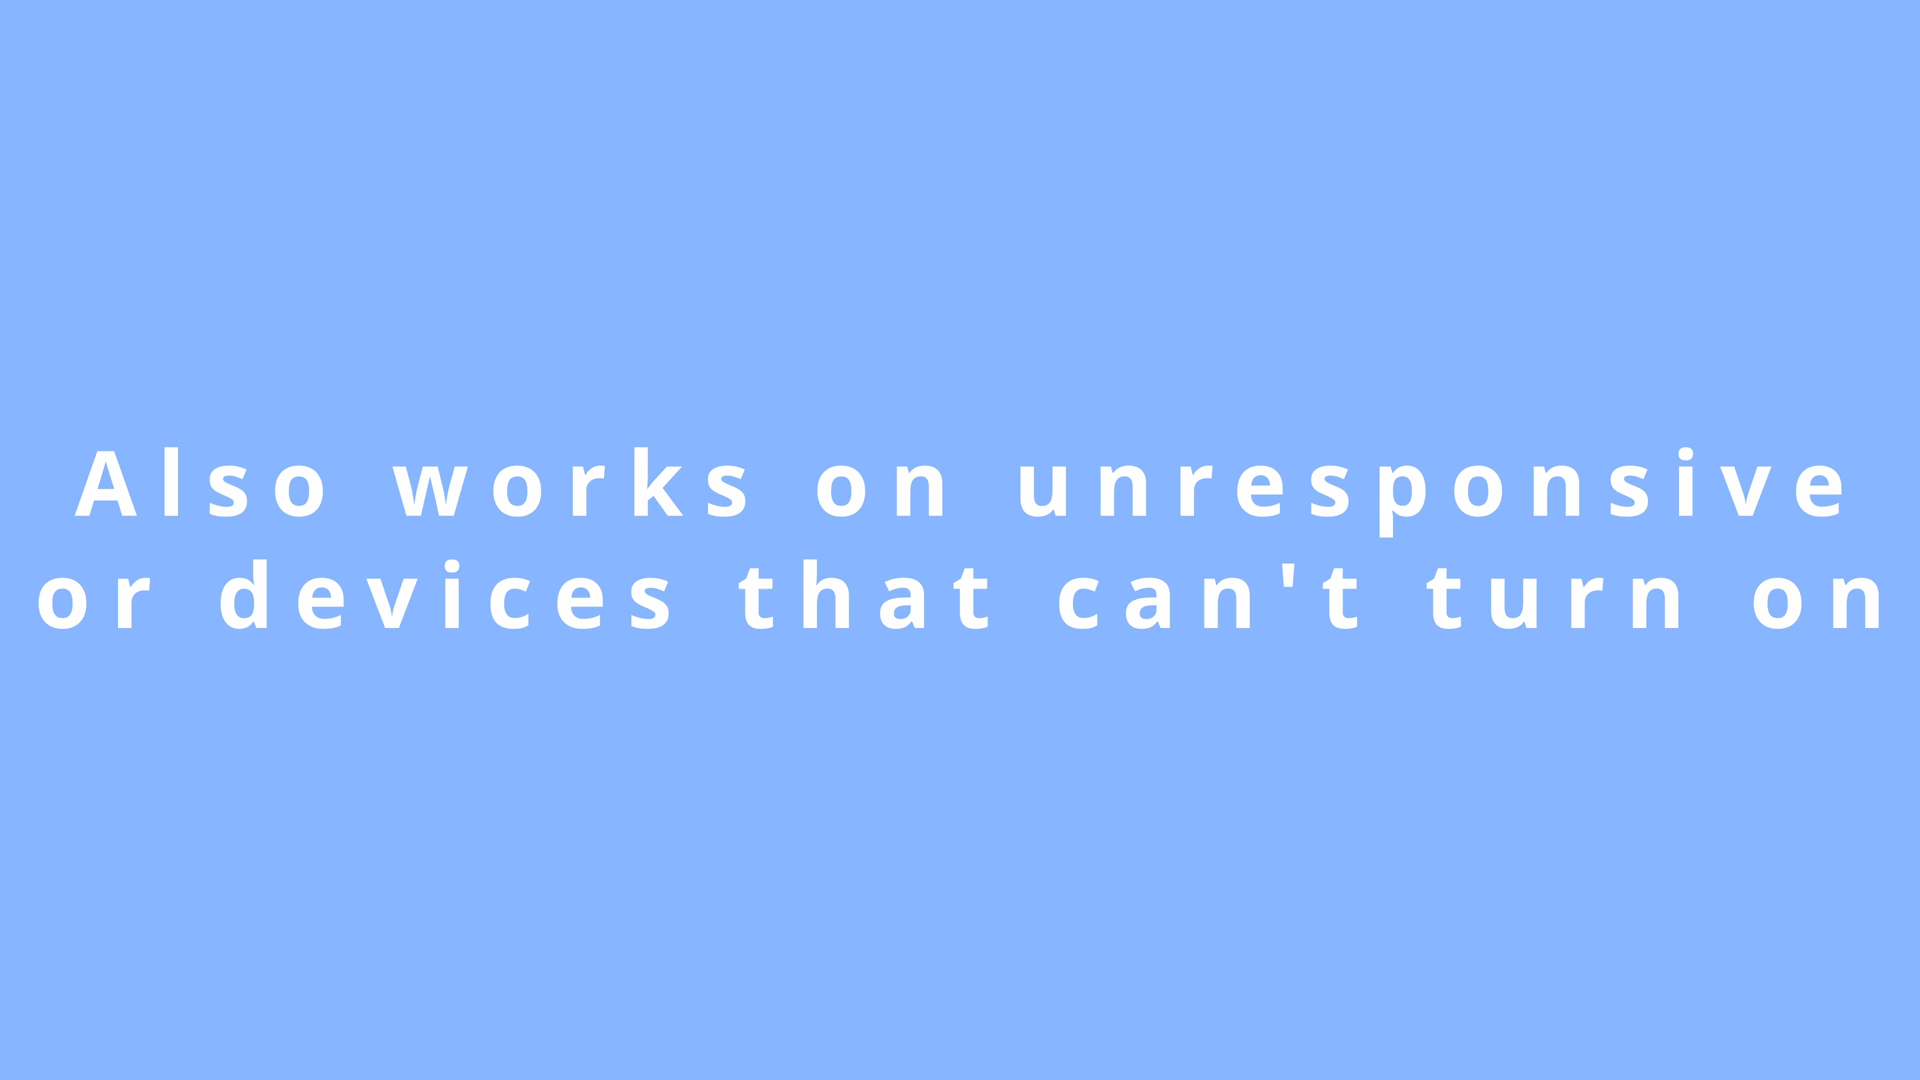 Also works on unresponsive
or devices that can't turn on